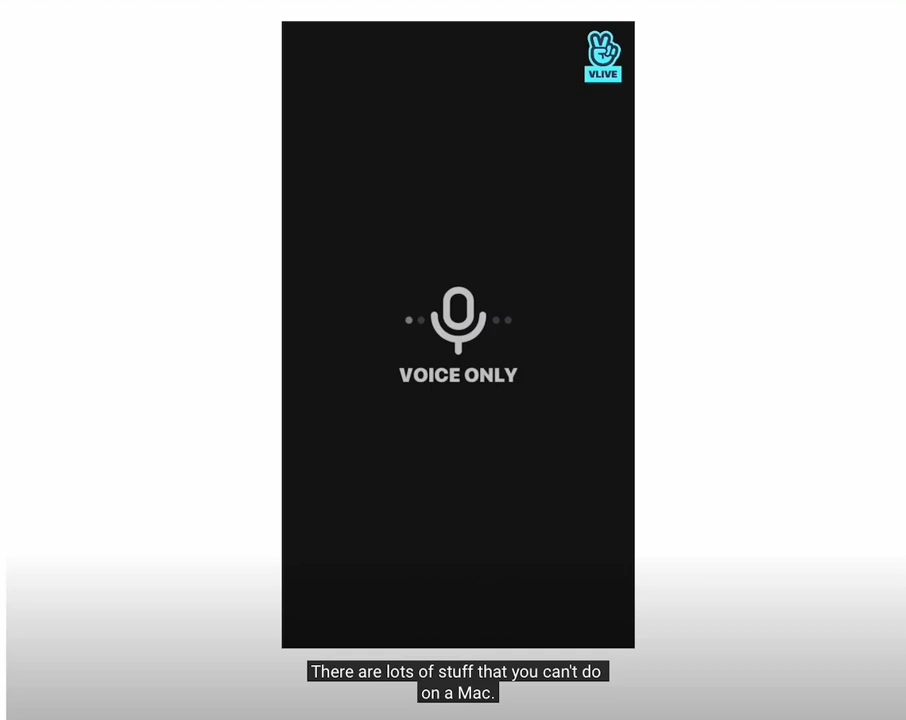 VLIVE
VOICE ONLY
There are lots of stuff that you can't do
on a Mac.